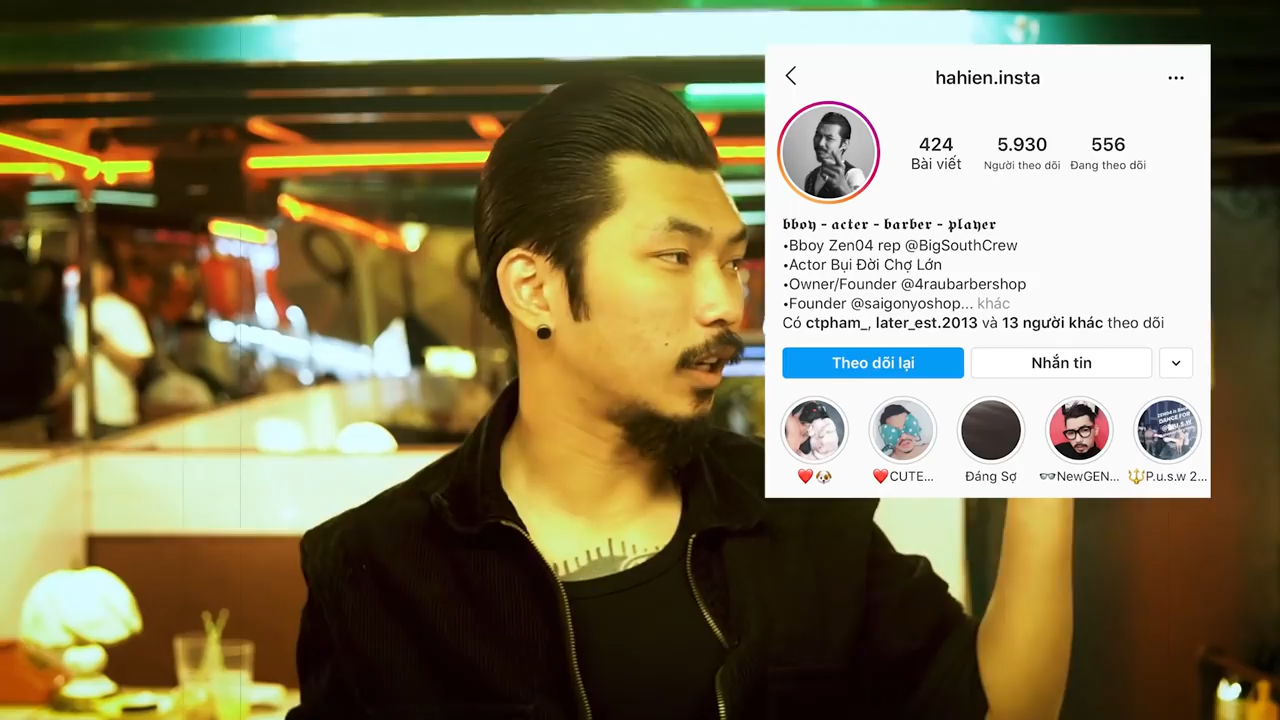 hahien.insta
424
5.930
556
Bài viết
Người theo dõi
Đang theo dõi
𝖇𝖇𝖔𝖞 - 𝖆𝖈𝖙𝖊𝖗 - 𝖇𝖆𝖗𝖇𝖊𝖗 - 𝖕𝖑𝖆𝖞𝖊𝖗
•Bboy Zen04 rep @BigSouthCrew
•Actor Bụi Đời Chợ Lớn
•Owner/Founder @4raubarbershop
•Founder @saigonyoshop... khác
Có ctpham_, later_est.2013 và 13 người khác theo dõi
Theo dõi lại
Nhắn tin
❤️🐶
❤️CUTE...
Đáng Sợ
👓NewGEN...
🔱P.u.s.w 2...